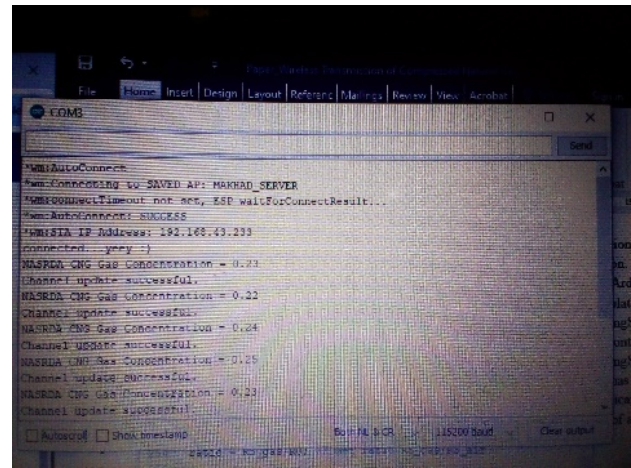 File Home Insert Design Layout Referenc Mailings Review View Acrobat
COM3
Send
*wm:AutoConnect
*wm:Connecting to SAVED AP: MAKHAD_SERVER
*wm:connectTimeout not set, ESP waitForConnectResult...
*wm:AutoConnect: SUCCESS
*wm:STA IP Address: 192.168.43.233
connected...yeey :)
NASRDA CNG Gas Concentration = 0.23
Channel update successful.
NASRDA CNG Gas Concentration = 0.22
Channel update successful.
NASRDA CNG Gas Concentration = 0.24
Channel update successful.
NASRDA CNG Gas Concentration = 0.25
Channel update successful.
NASRDA CNG Gas Concentration = 0.23
Channel update successful.
Autoscroll Show timestamp Both NL & CR 115200 baud Clear output